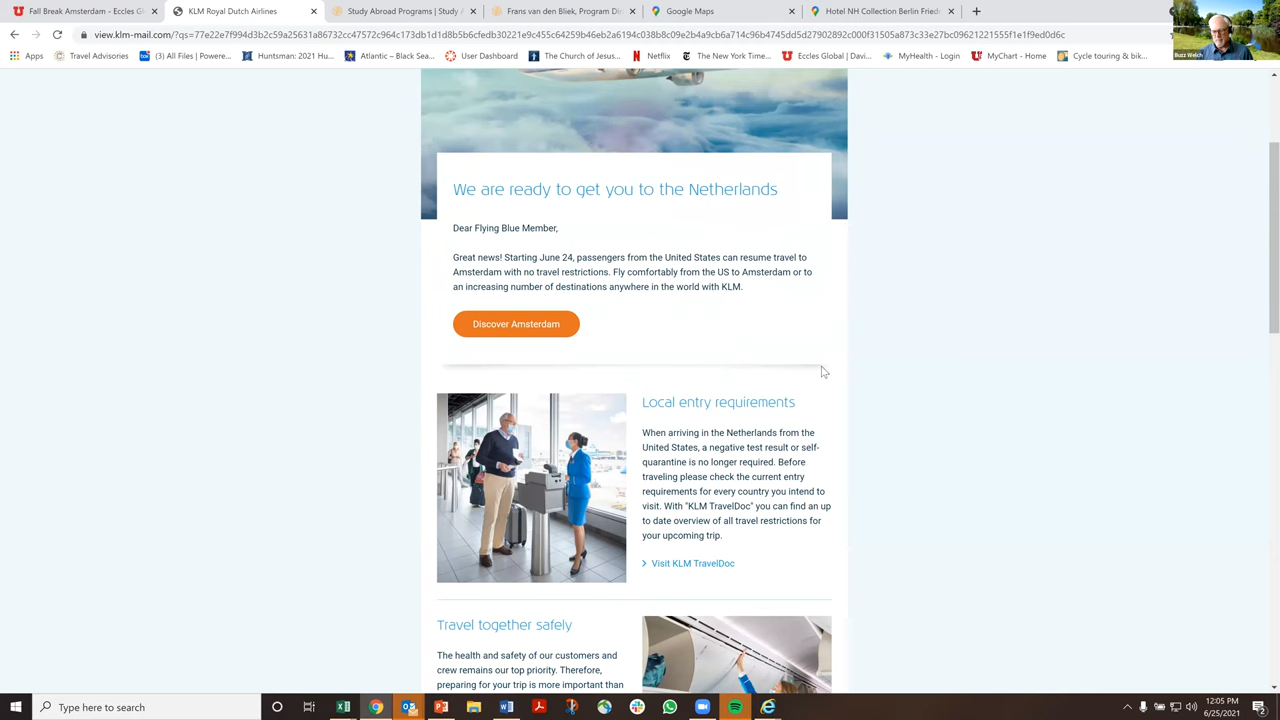 Fall Break Amsterdam - Eccles Gl
KLM Royal Dutch Airlines
Study Abroad Programs | Study A
Frans van den Bliek, Program Dir
Google Maps
Hotel NH Collection Berlin Friedr
Apps
Travel Advisories
(3) All Files | Powere...
Huntsman: 2021 Hu...
Atlantic – Black Sea...
User dashboard
The Church of Jesus...
Netflix
The New York Time...
Eccles Global | Davi...
MyHealth - Login
MyChart - Home
Cycle touring & bik...
Buzz Welch
We are ready to get you to the Netherlands
Dear Flying Blue Member,
Great news! Starting June 24, passengers from the United States can resume travel to
Amsterdam with no travel restrictions. Fly comfortably from the US to Amsterdam or to
an increasing number of destinations anywhere in the world with KLM.
Discover Amsterdam
Local entry requirements
When arriving in the Netherlands from the
United States, a negative test result or self-
quarantine is no longer required. Before
traveling please check the current entry
requirements for every country you intend to
visit. With "KLM TravelDoc" you can find an up
to date overview of all travel restrictions for
your upcoming trip.
Visit KLM TravelDoc
Travel together safely
The health and safety of our customers and
crew remains our top priority. Therefore,
preparing for your trip is more important than
Type here to search
12:05 PM
6/25/2021